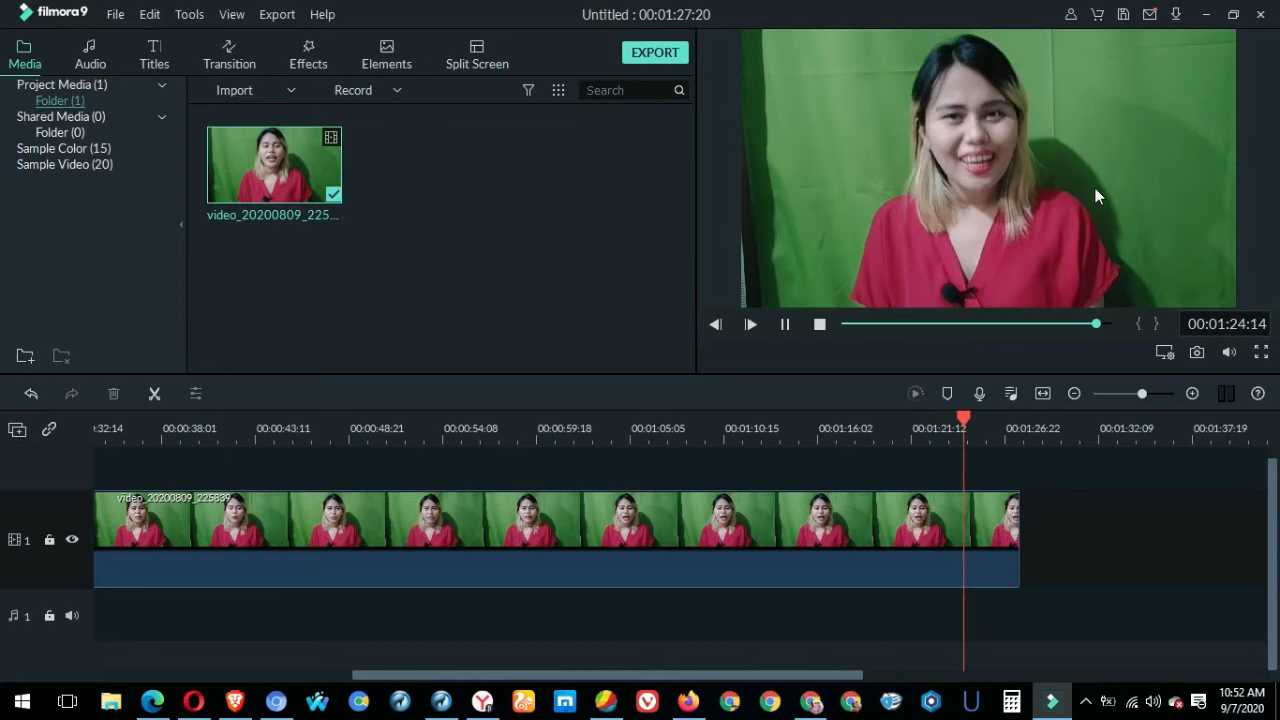 filmora9 File Edit Tools View Export Help Untitled : 00:01:27:20
Media Audio Titles Transition Effects Elements Split Screen EXPORT
Project Media (1)
Folder (1)
Shared Media (0)
Folder (0)
Sample Color (15)
Sample Video (20)
Import Record Search
video_20200809_225...
00:01:24:14
:32:14 00:00:38:01 00:00:43:11 00:00:48:21 00:00:54:08 00:00:59:18 00:01:05:05 00:01:10:15 00:01:16:02 00:01:21:12 00:01:26:22 00:01:32:09 00:01:37:19
video_20200809_225839
1
1
10:52 AM
9/7/2020